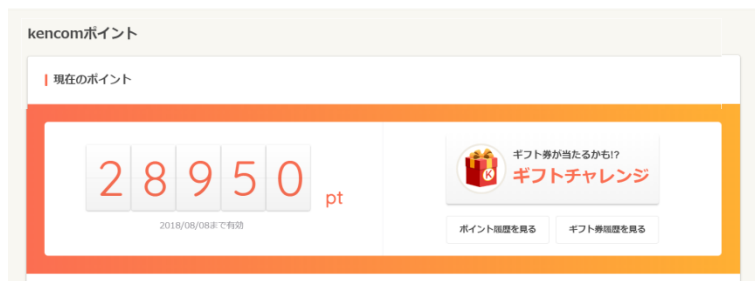 kencomポイント
現在のポイント
28950 pt
2018/08/08まで有効
ギフト券が当たるかも!?
ギフトチャレンジ
K
ポイント履歴を見る
ギフト券履歴を見る